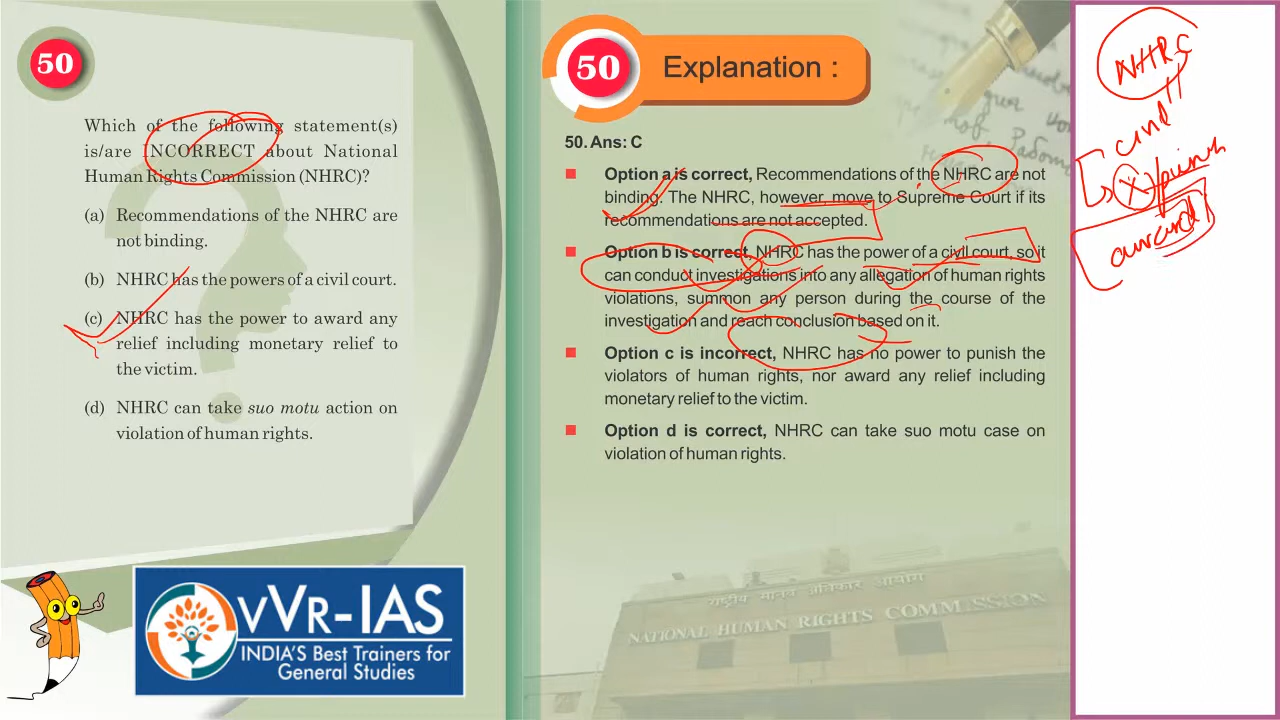 50
Which of the following statement(s)
is/are INCORRECT about National
Human Rights Commission (NHRC)?
(a) Recommendations of the NHRC are
not binding.
(b) NHRC has the powers of a civil court.
(c) NHRC has the power to award any
relief including monetary relief to
the victim.
(d) NHRC can take suo motu action on
violation of human rights.
vVr-IAS
INDIA'S Best Trainers for
General Studies
50
Explanation :
50. Ans: C
Option a is correct, Recommendations of the NHRC are not
binding. The NHRC, however, move to Supreme Court if its
recommendations are not accepted.
Option b is correct, NHRC has the power of a civil court, so it
can conduct investigations into any allegation of human rights
violations, summon any person during the course of the
investigation and reach conclusion based on it.
Option c is incorrect, NHRC has no power to punish the
violators of human rights, nor award any relief including
monetary relief to the victim.
Option d is correct, NHRC can take suo motu case on
violation of human rights.
राष्ट्रीय मानव अधिकार आयोग
NATIONAL HUMAN RIGHTS COMMISSION
NHRC